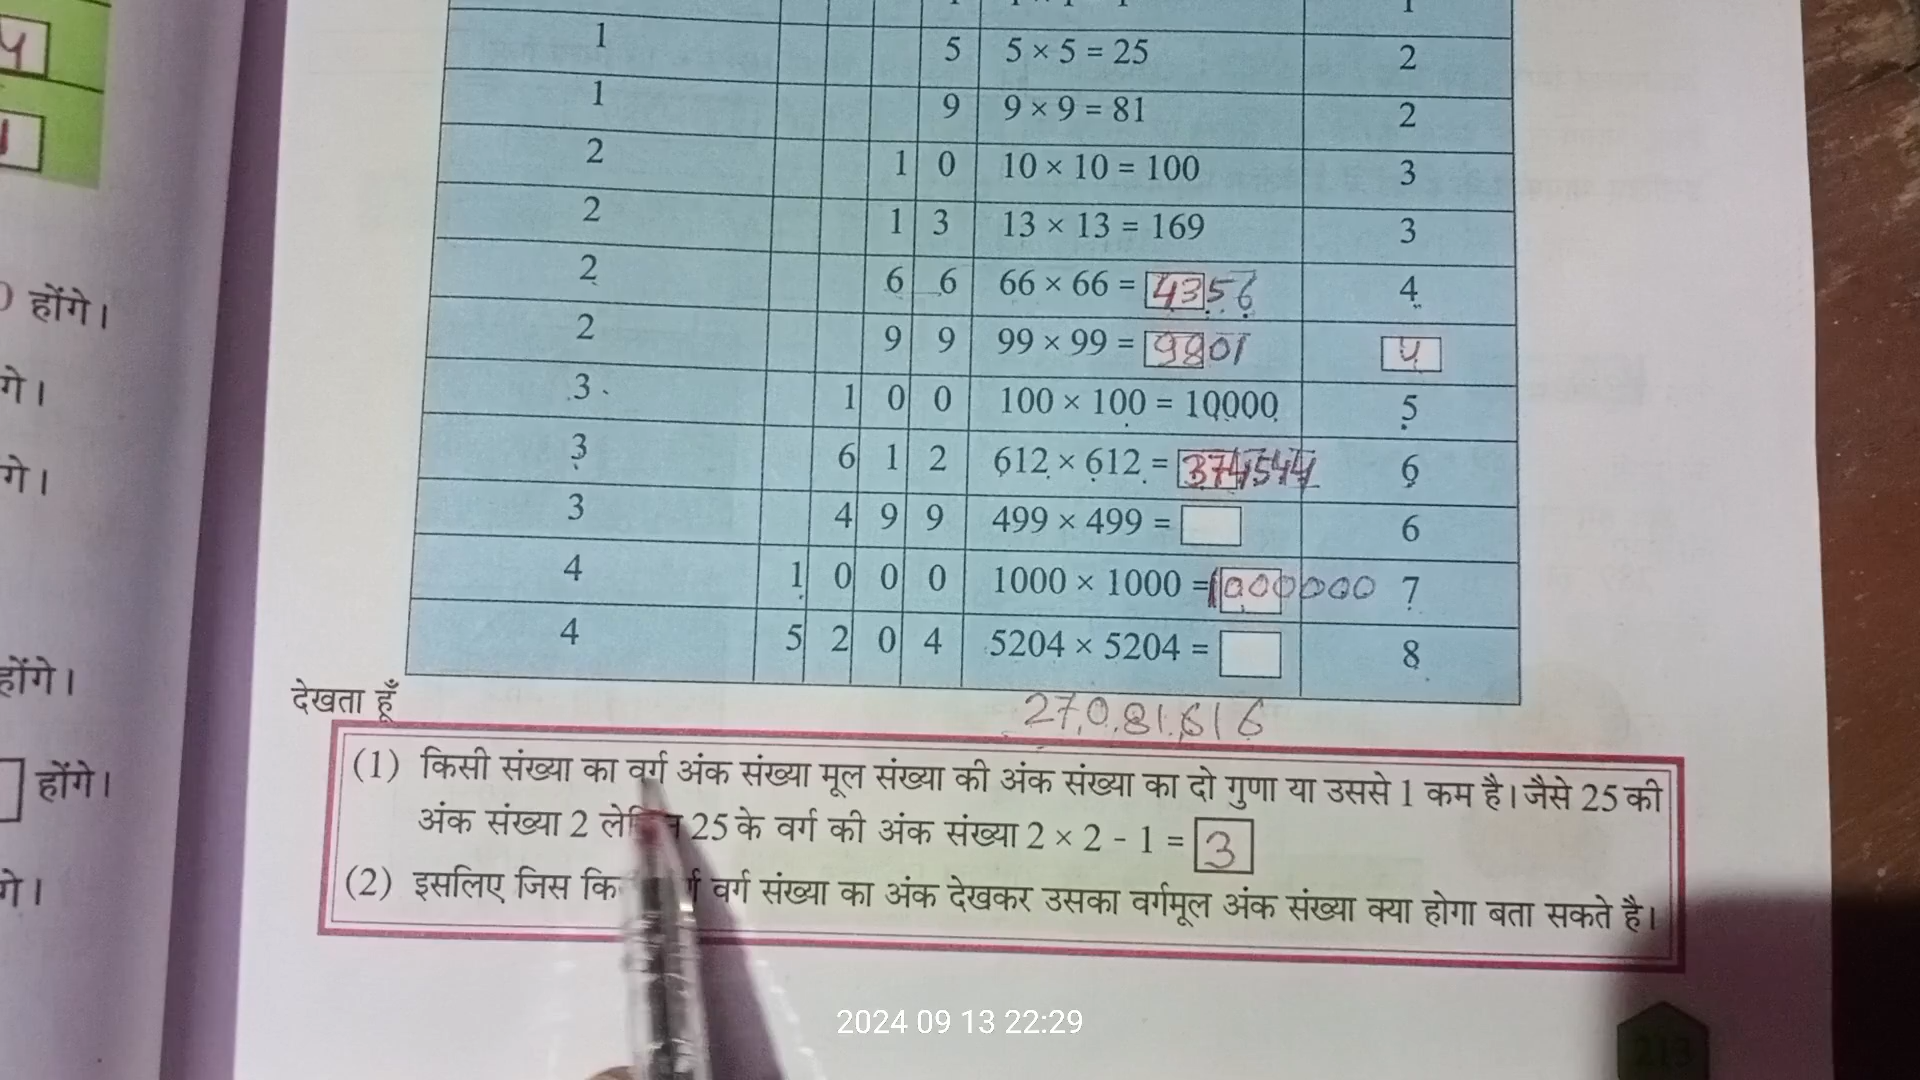 1 5 5 × 5 = 25 2
1 9 9 × 9 = 81 2
2 1 0 10 × 10 = 100 3
2 1 3 13 × 13 = 169 3
2 6 6 66 × 66 = 4356 4
2 9 9 99 × 99 = 9801 4
3 1 0 0 100 × 100 = 10000 5
3 6 1 2 612 × 612 = 374544 6
3 4 9 9 499 × 499 = 6
4 1 0 0 0 1000 × 1000 = 1000000 7
4 5 2 0 4 5204 × 5204 = 8
27081616
देखता हूँ
(1) किसी संख्या का वर्ग अंक संख्या मूल संख्या की अंक संख्या का दो गुणा या उससे 1 कम है। जैसे 25 की
अंक संख्या 2 25 के वर्ग की अंक संख्या 2 × 2 - 1 = 3
(2) इसलिए जिस वर्ग संख्या का अंक देखकर उसका वर्गमूल अंक संख्या क्या होगा बता सकते है।
होंगे।
गे।
गे।
होंगे।
होंगे।
गे।
2024 09 13 22:29
213